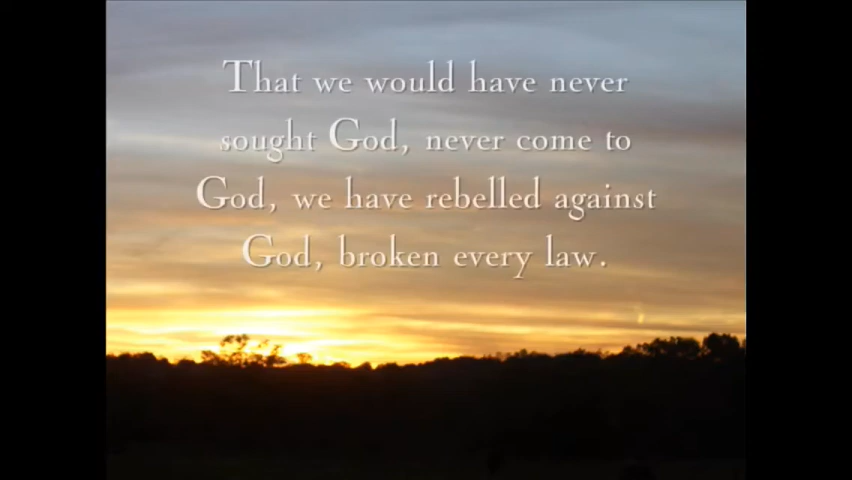 That we would have never
sought God, never come to
God, we have rebelled against
God, broken every law.